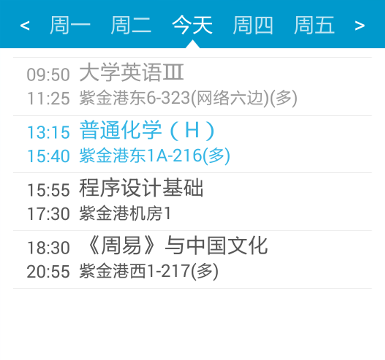 < 周一 周二 今天 周四 周五 >
09:50 大学英语Ⅲ
11:25 紫金港东6-323(网络六边)(多)
13:15 普通化学（H）
15:40 紫金港东1A-216(多)
15:55 程序设计基础
17:30 紫金港机房1
18:30 《周易》与中国文化
20:55 紫金港西1-217(多)